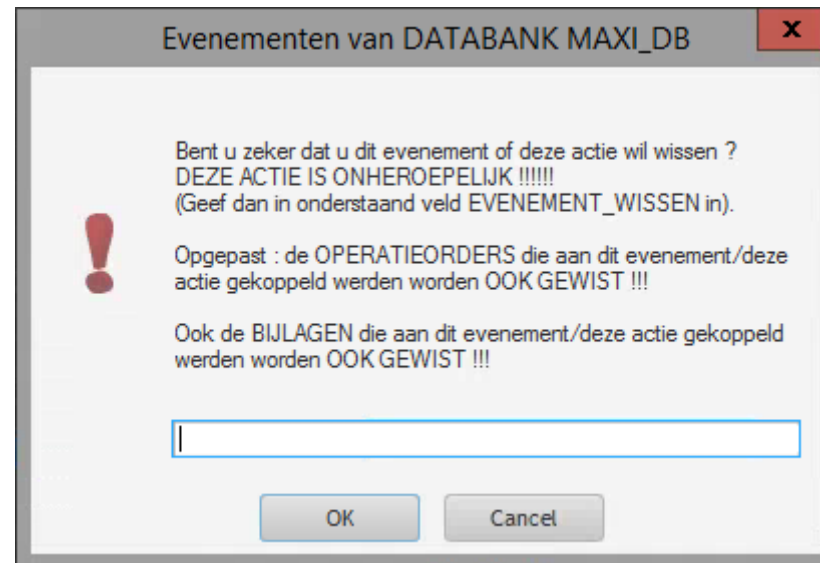 Evenementen van DATABANK MAXI_DB
x
Bent u zeker dat u dit evenement of deze actie wil wissen ?
DEZE ACTIE IS ONHEROEPELIJK !!!!!!
(Geef dan in onderstaand veld EVENEMENT_WISSEN in).
Opgepast : de OPERATIEORDERS die aan dit evenement/deze
actie gekoppeld werden worden OOK GEWIST !!!
Ook de BIJLAGEN die aan dit evenement/deze actie gekoppeld
werden worden OOK GEWIST !!!
OK
Cancel